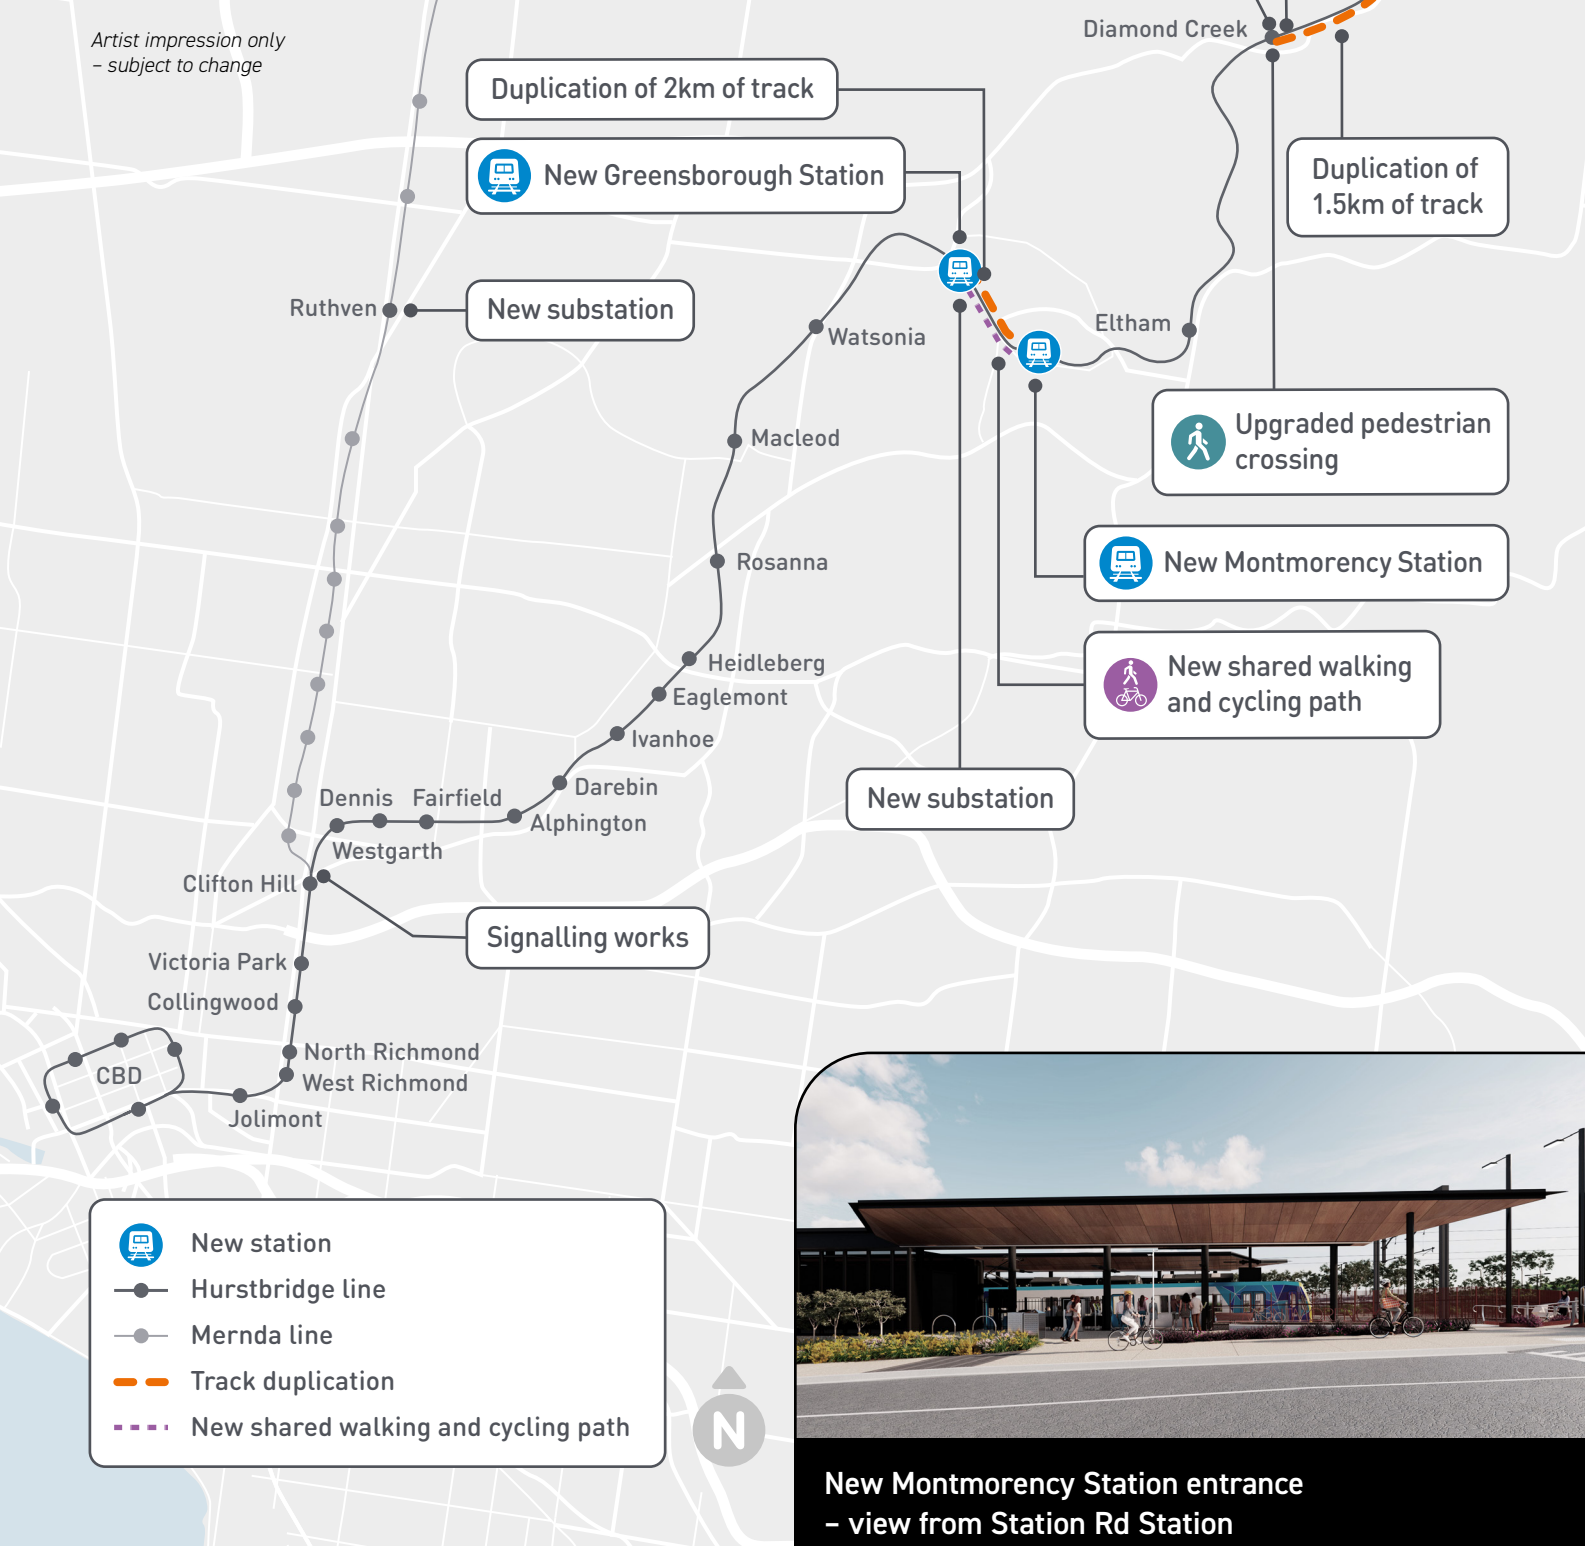 Artist impression only
– subject to change
Diamond Creek
Duplication of 2km of track
New Greensborough Station
Duplication of
1.5km of track
Ruthven
New substation
Watsonia
Eltham
Macleod
Upgraded pedestrian
crossing
Rosanna
New Montmorency Station
Heidleberg
Eaglemont
New shared walking
and cycling path
Ivanhoe
Darebin
New substation
Dennis
Fairfield
Alphington
Westgarth
Clifton Hill
Signalling works
Victoria Park
Collingwood
North Richmond
CBD
West Richmond
Jolimont
New station
Hurstbridge line
Mernda line
Track duplication
New shared walking and cycling path
N
New Montmorency Station entrance
– view from Station Rd Station